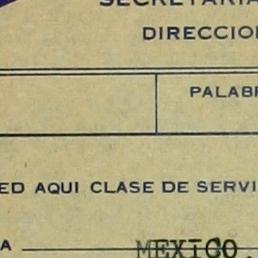 SECRETARIA
DIRECCION
PALABR
ED AQUI CLASE DE SERVI
A MEXICO.